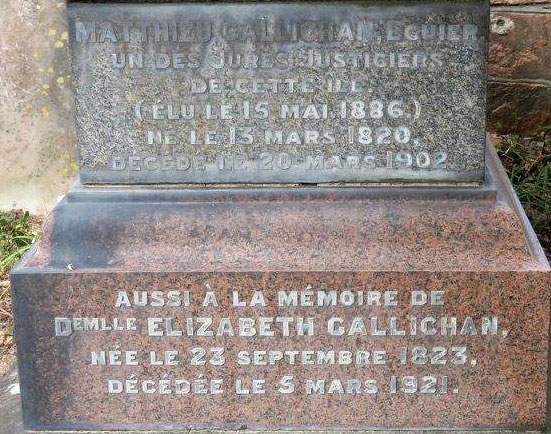 MATTHIEU GALLICHAN, ECUIER,
UN DES JURÉS JUSTICIERS
DE CETTE ILE.
(ÉLU LE 15 MAI 1886.)
NÉ LE 13 MARS 1820,
DÉCÉDÉ LE 20 MARS 1902
AUSSI À LA MÉMOIRE DE
DEMLLE ELIZABETH GALLICHAN,
NÉE LE 23 SEPTEMBRE 1823,
DÉCÉDÉE LE 5 MARS 1921.